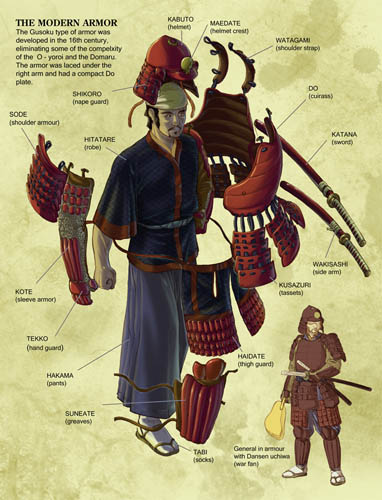 THE MODERN ARMOR
The Gusoku type of armor was
developed in the 16th century,
eliminating some of the compelxity
of the O - yoroi and the Domaru.
The armor was laced under the
right arm and had a compact Do
plate.
KABUTO
(helmet)
MAEDATE
(helmet crest)
WATAGAMI
(shoulder strap)
SHIKORO
(nape guard)
DO
(cuirass)
SODE
(shoulder armour)
HITATARE
(robe)
KATANA
(sword)
WAKISASHI
(side arm)
KUSAZURI
(tassets)
KOTE
(sleeve armor)
TEKKO
(hand guard)
HAKAMA
(pants)
HAIDATE
(thigh guard)
SUNEATE
(greaves)
TABI
(socks)
General in armour
with Dansen uchiwa
(war fan)